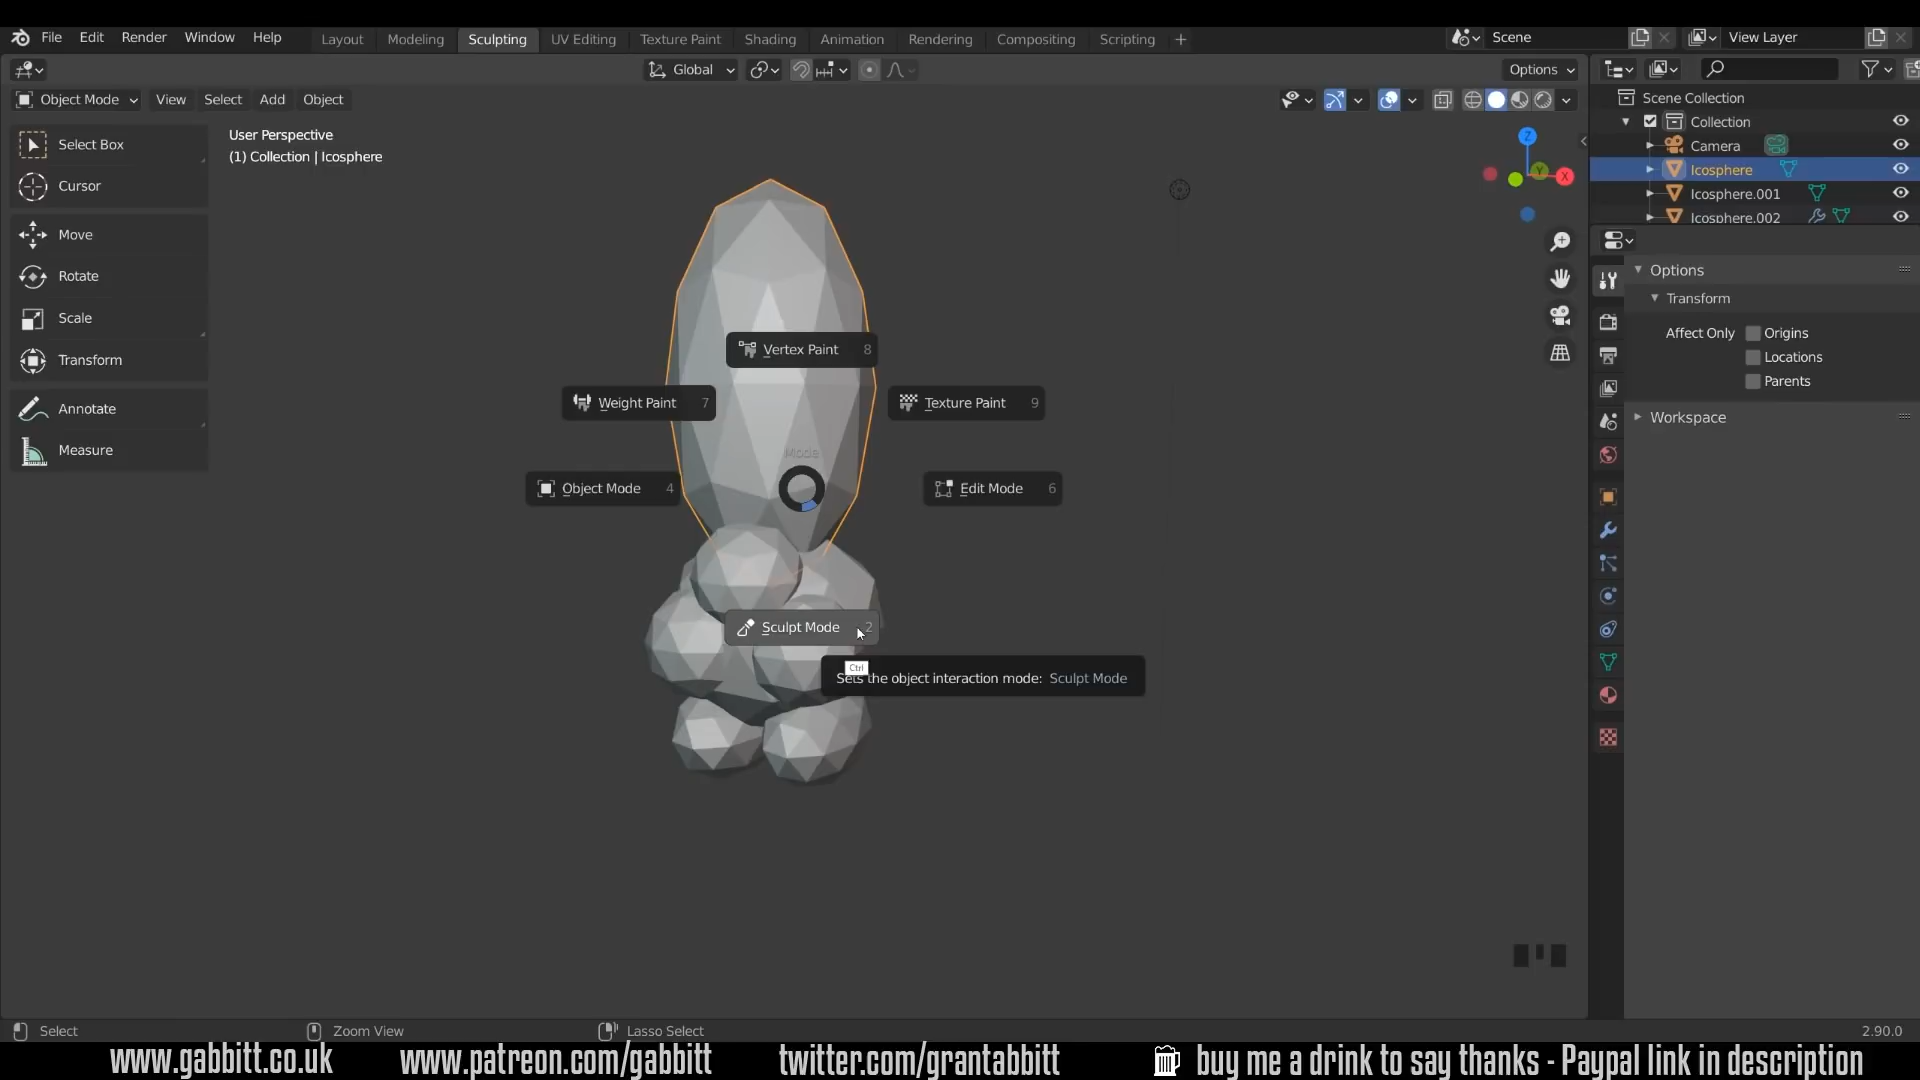 File Edit Render Window Help Layout Modeling Sculpting UV Editing Texture Paint Shading Animation Rendering Compositing Scripting + Scene View Layer
Global Options
Object Mode View Select Add Object
User Perspective
(1) Collection | Icosphere
Select Box
Cursor
Move
Rotate
Scale
Transform
Annotate
Measure
Vertex Paint 8
Weight Paint 7
Texture Paint 9
Mode
Object Mode 4
Edit Mode 6
Sculpt Mode 2
Ctrl
Sets the object interaction mode: Sculpt Mode
Z
Y
X
Scene Collection
Collection
Camera
Icosphere
Icosphere.001
Icosphere.002
Options
Transform
Affect Only Origins
Locations
Parents
Workspace
Select Zoom View Lasso Select 2.90.0
www.gabbitt.co.uk www.patreon.com/gabbitt twitter.com/grantabbitt buy me a drink to say thanks - Paypal link in description